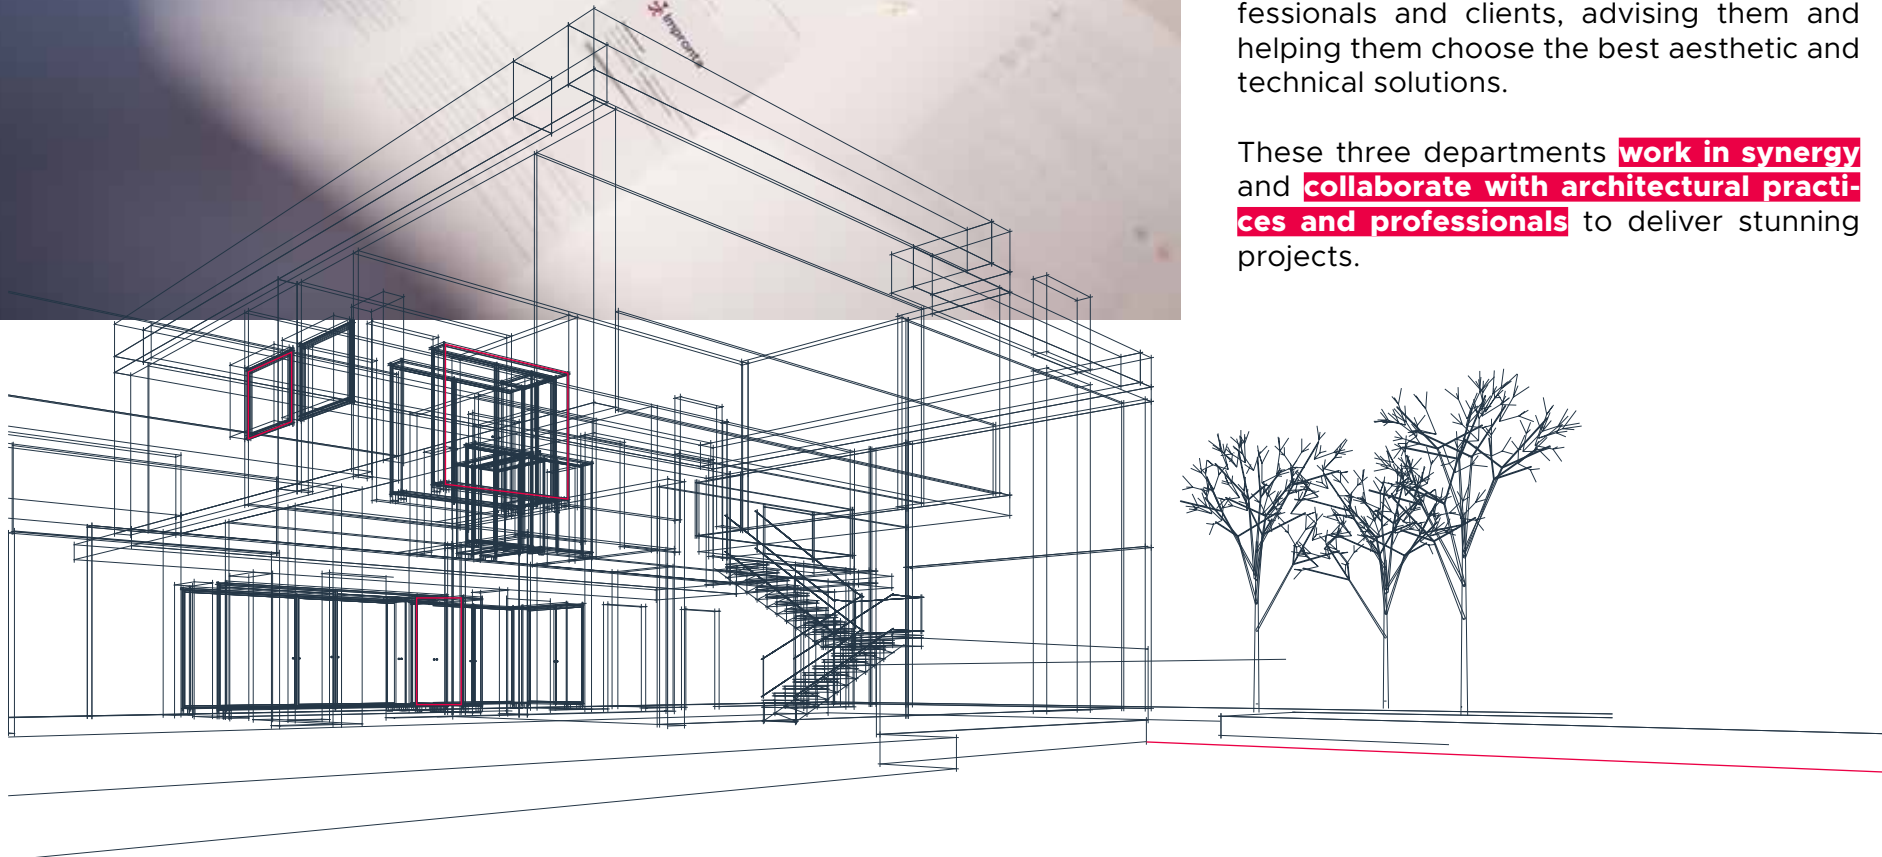 Impronta
fessionals and clients, advising them and
helping them choose the best aesthetic and
technical solutions.
These three departments work in synergy
and collaborate with architectural practi-
ces and professionals to deliver stunning
projects.